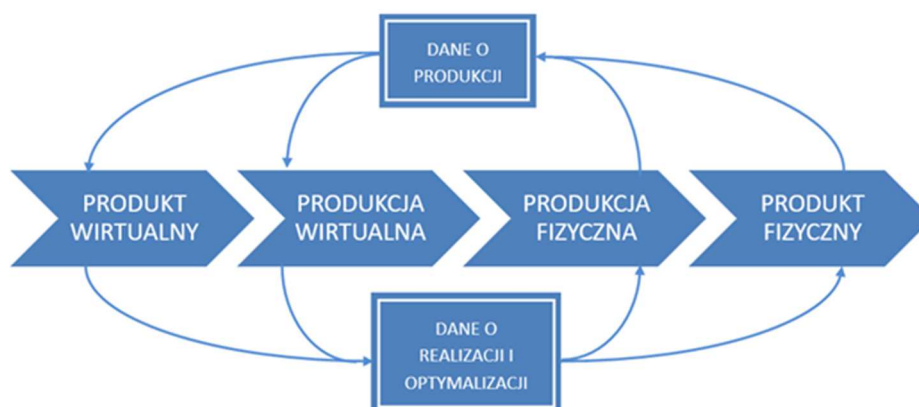 DANE O
PRODUKCJI
PRODUKT
WIRTUALNY
PRODUKCJA
WIRTUALNA
PRODUKCJA
FIZYCZNA
PRODUKT
FIZYCZNY
DANE O
REALIZACJI I
OPTYMALIZACJI